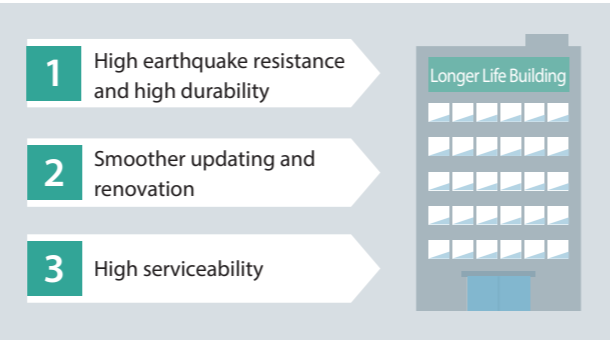 1
High earthquake resistance
and high durability
2
Smoother updating and
renovation
3
High serviceability
Longer Life Building